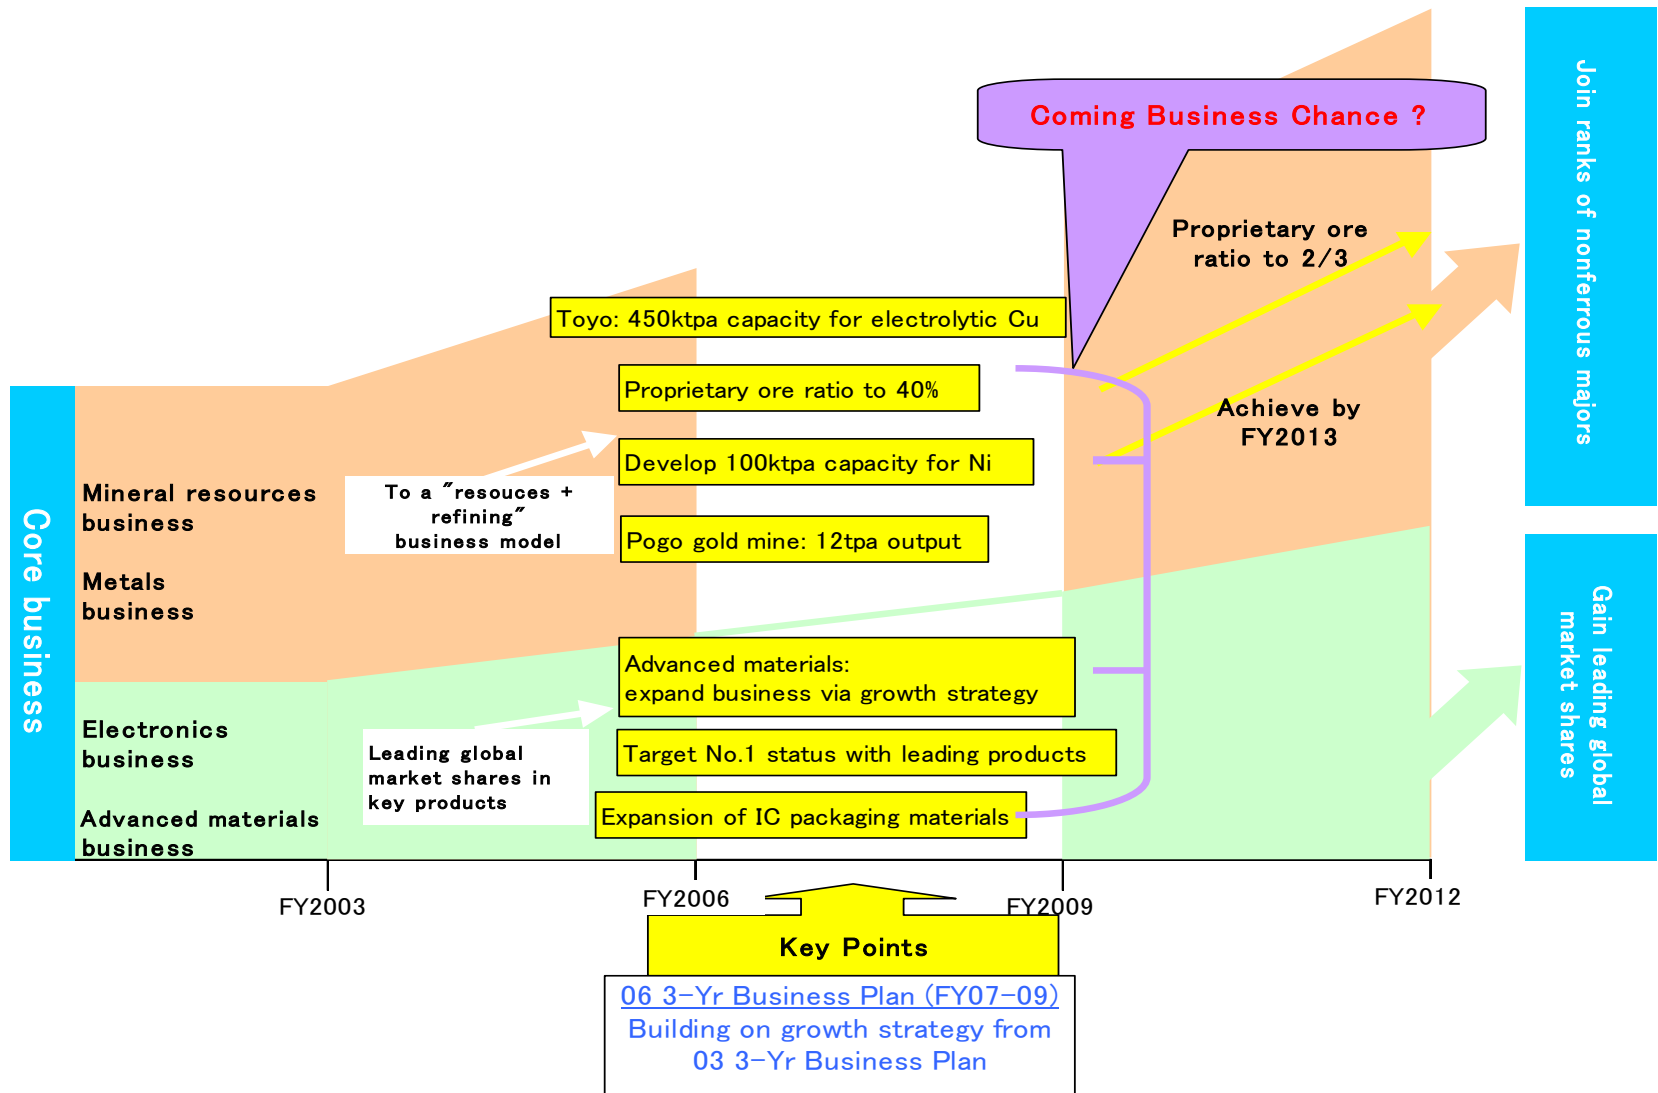 Coming Business Chance ?
Join ranks of nonferrous majors
Proprietary ore
ratio to 2/3
Toyo: 450ktpa capacity for electrolytic Cu
Proprietary ore ratio to 40%
Achieve by
FY2013
Develop 100ktpa capacity for Ni
Core business
Mineral resources
business
To a "resouces +
refining"
business model
Pogo gold mine: 12tpa output
Metals
business
Gain leading global
market shares
Advanced materials:
expand business via growth strategy
Electronics
business
Leading global
market shares in
key products
Target No.1 status with leading products
Advanced materials
business
Expansion of IC packaging materials
FY2003
FY2006
FY2009
FY2012
Key Points
06 3-Yr Business Plan (FY07-09)
Building on growth strategy from
03 3-Yr Business Plan